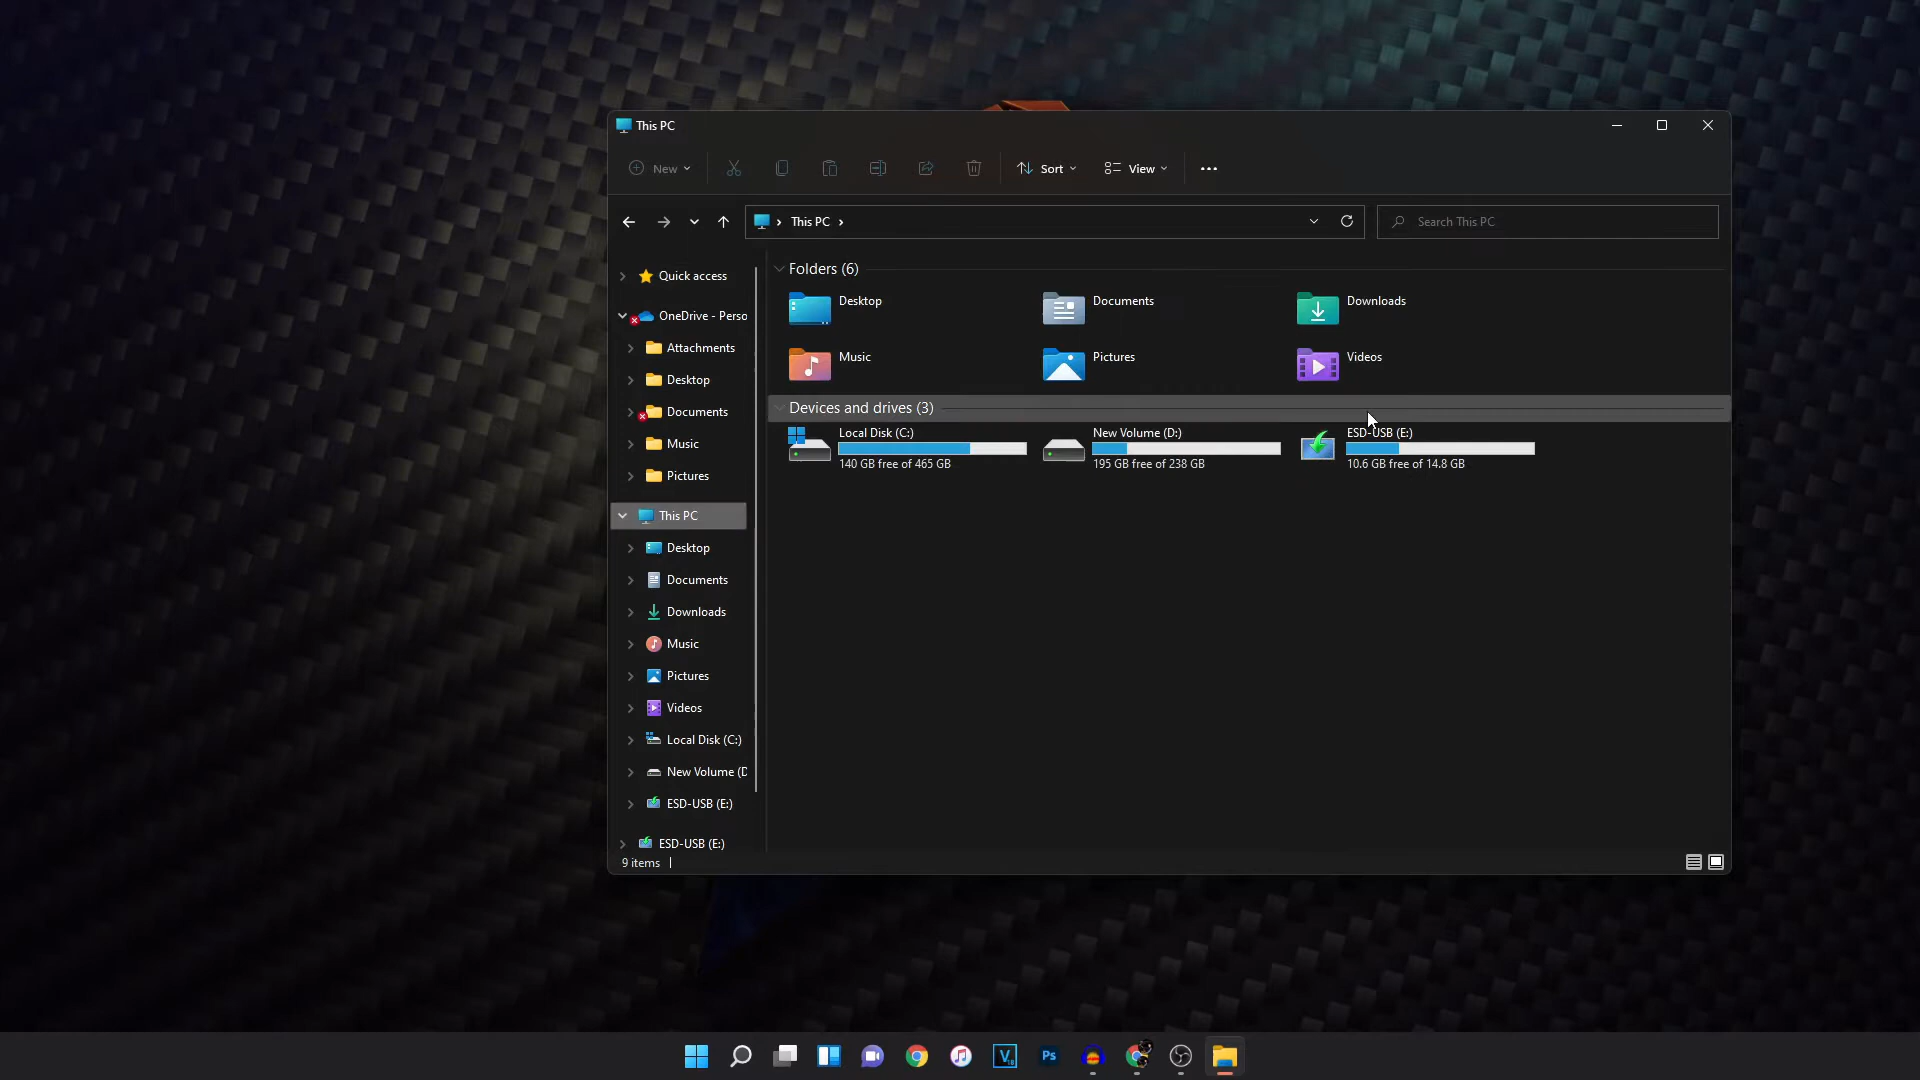 This PC
New
Sort
View
This PC
Search This PC
Quick access
OneDrive - Perso
Attachments
Desktop
Documents
Music
Pictures
This PC
Desktop
Documents
Downloads
Music
Pictures
Videos
Local Disk (C:)
New Volume (D
ESD-USB (E:)
ESD-USB (E:)
Folders (6)
Desktop
Documents
Downloads
Music
Pictures
Videos
Devices and drives (3)
Local Disk (C:)
140 GB free of 465 GB
New Volume (D:)
195 GB free of 238 GB
ESD-USB (E:)
10.6 GB free of 14.8 GB
9 items
V
Ps